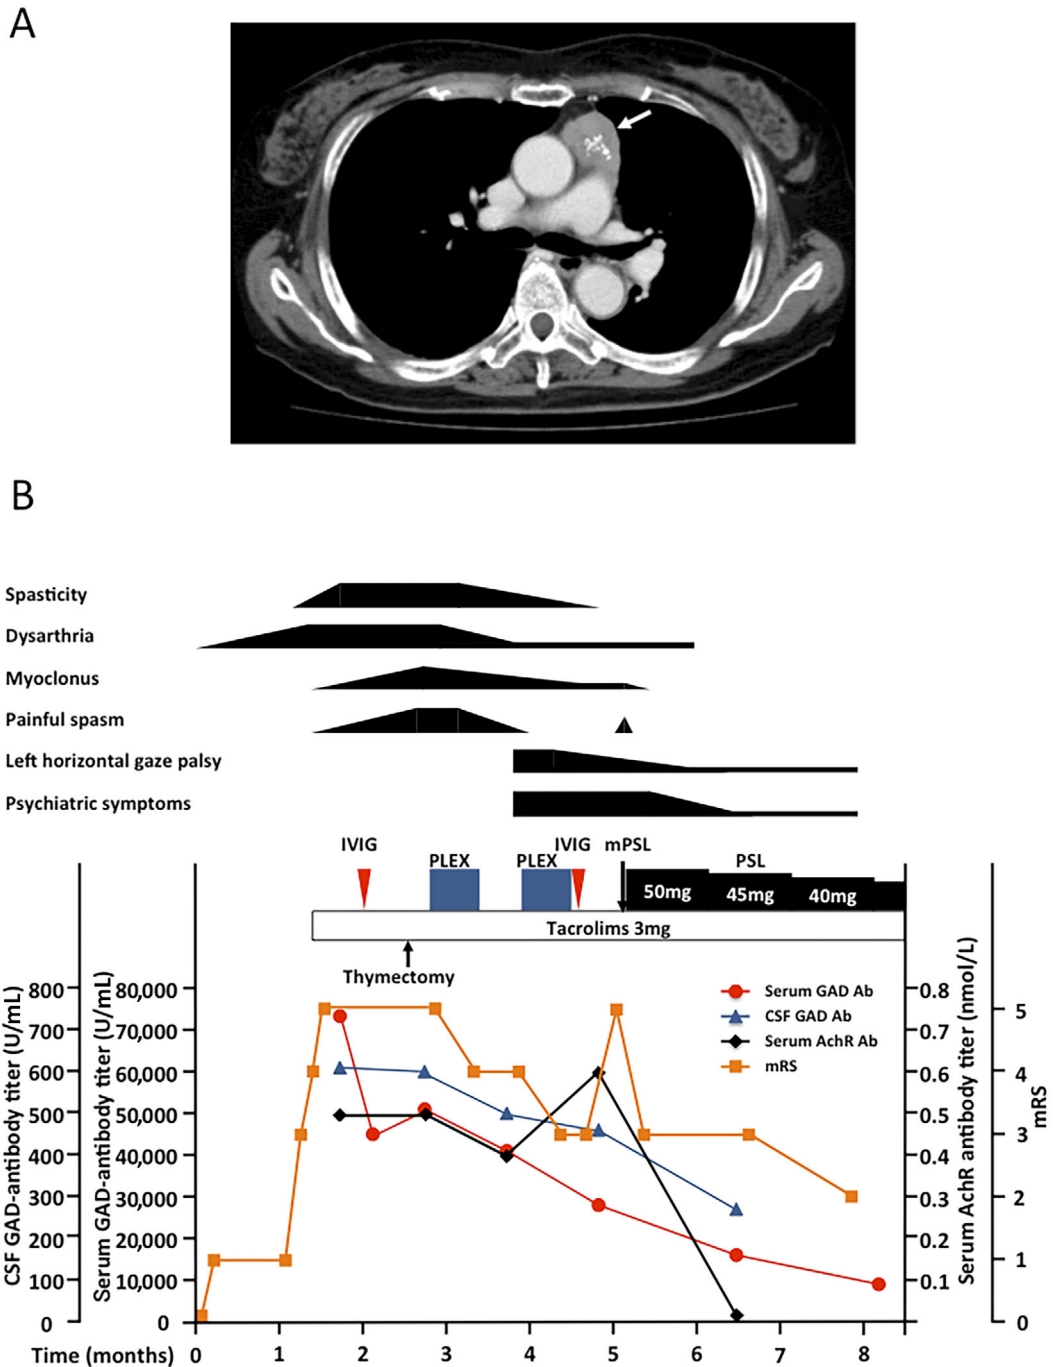 A
B
Spasticity
Dysarthria
Myoclonus
Painful spasm
Left horizontal gaze palsy
Psychiatric symptoms
IVIG
PLEX
PLEX
IVIG
mPSL
PSL
50mg
45mg
40mg
Tacrolims 3mg
Thymectomy
CSF GAD-antibody titer (U/mL)
800
700
600
500
400
300
200
100
0
Serum GAD-antibody titer (U/mL)
80,000
70,000
60,000
50,000
40,000
30,000
20,000
10,000
0
Serum GAD Ab
CSF GAD Ab
Serum AchR Ab
mRS
0.8
0.7
0.6
0.5
0.4
0.3
0.2
0.1
Serum AchR antibody titer (nmol/L)
5
4
3
2
1
0
mRS
Time (months)
0
1
2
3
4
5
6
7
8